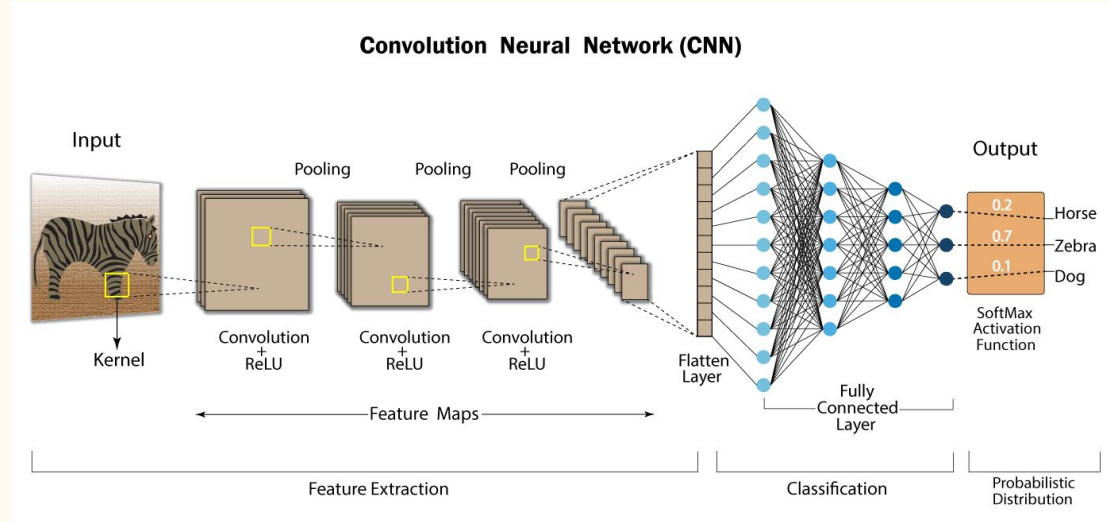 Convolution Neural Network (CNN)
Input
Output
Pooling
Pooling
Pooling
Kernel
Convolution
+
ReLU
Convolution
+
ReLU
Convolution
+
ReLU
Flatten
Layer
0.2
Horse
0.7
Zebra
0.1
Dog
SoftMax
Activation
Function
Feature Maps
Fully
Connected
Layer
Feature Extraction
Classification
Probabilistic
Distribution